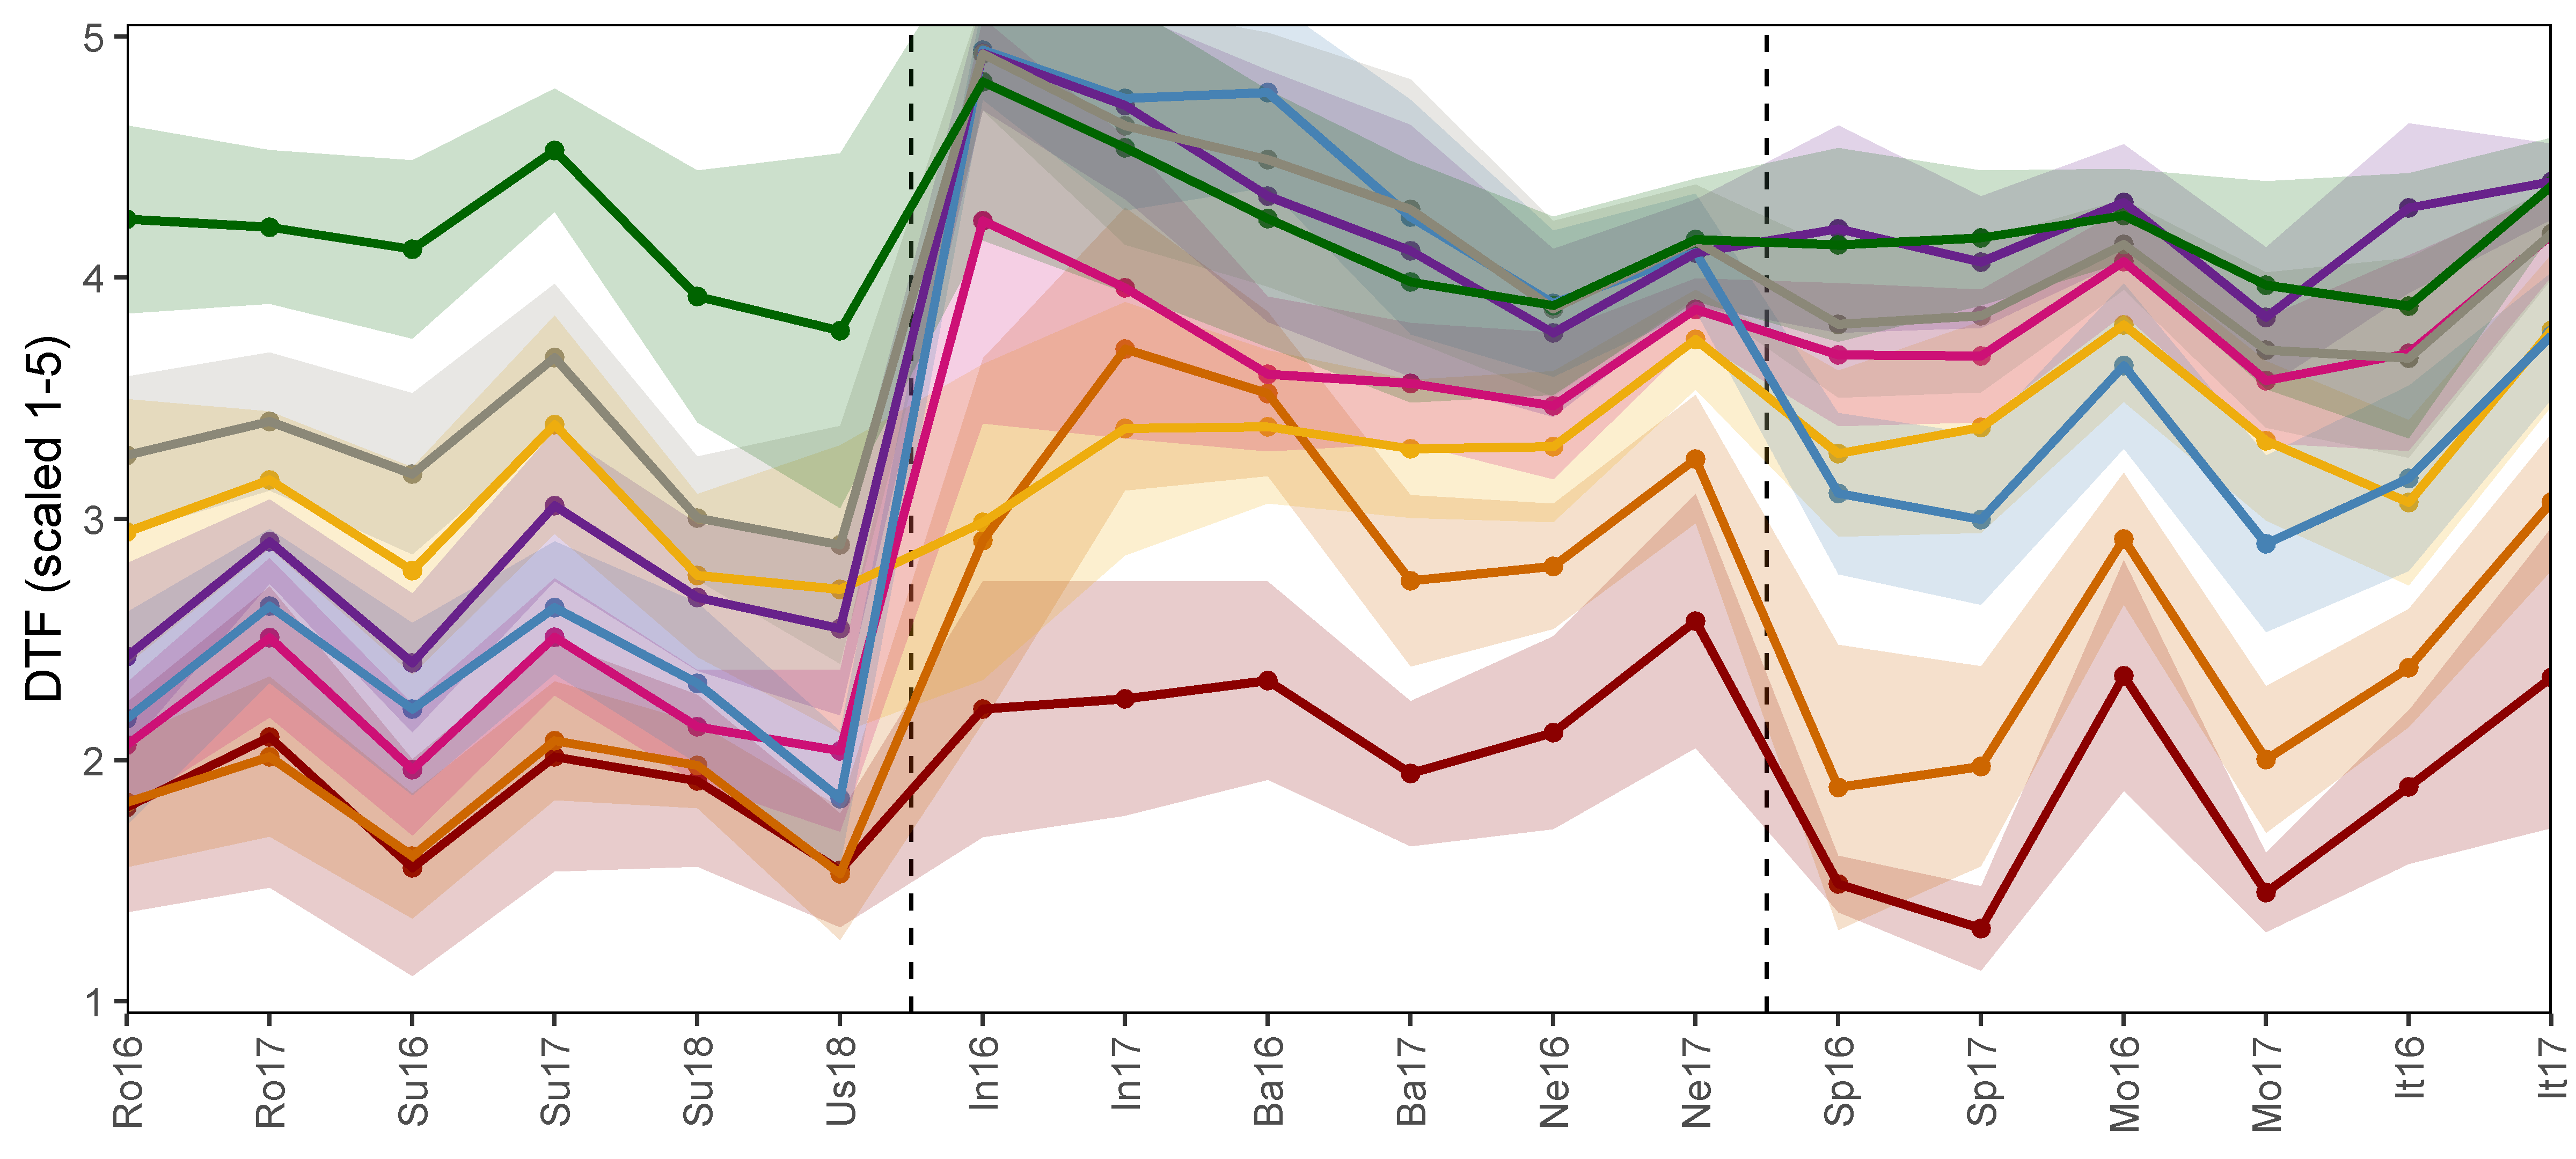 DTF (scaled 1-5)
5
4
3
2
1
Ro16
Ro17
Su16
Su17
Su18
Us18
In16
In17
Ba16
Ba17
Ne16
Ne17
Sp16
Sp17
Mo16
Mo17
It16
It17